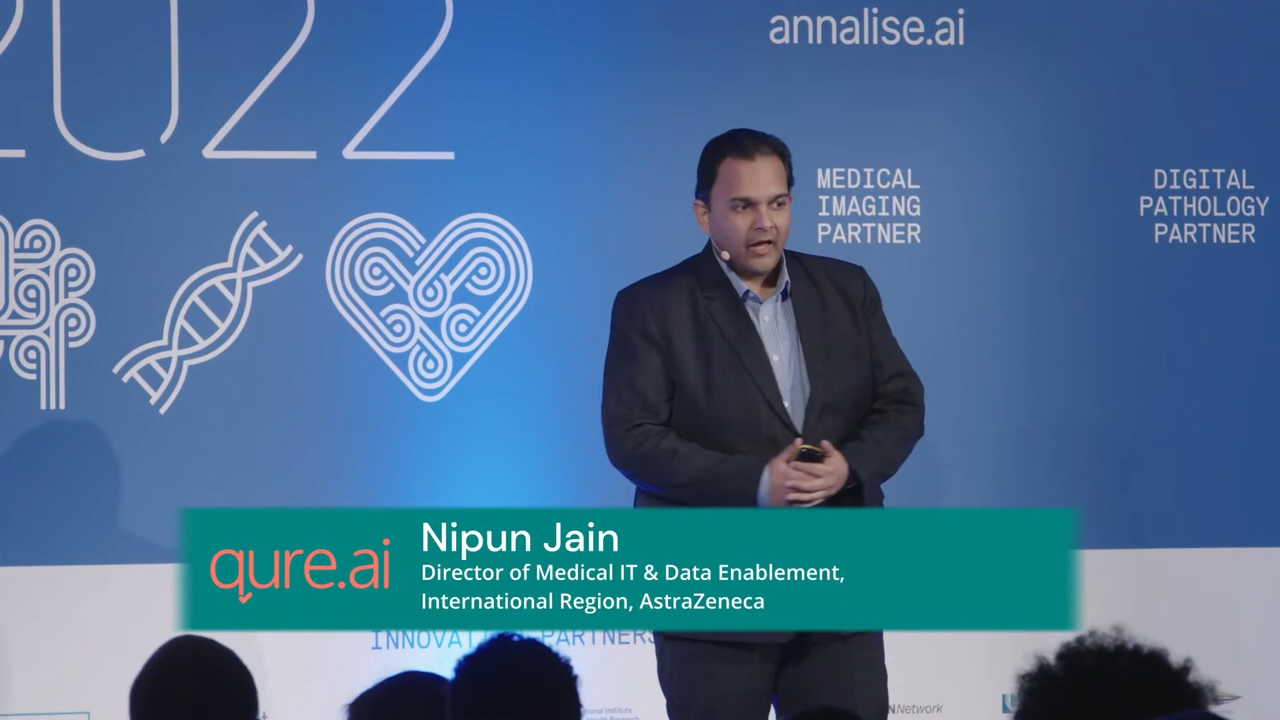 2022
annalise.ai
MEDICAL
IMAGING
PARTNER
DIGITAL
PATHOLOGY
PARTNER
qure.ai
Nipun Jain
Director of Medical IT & Data Enablement,
International Region, AstraZeneca
PARTNERS
Network